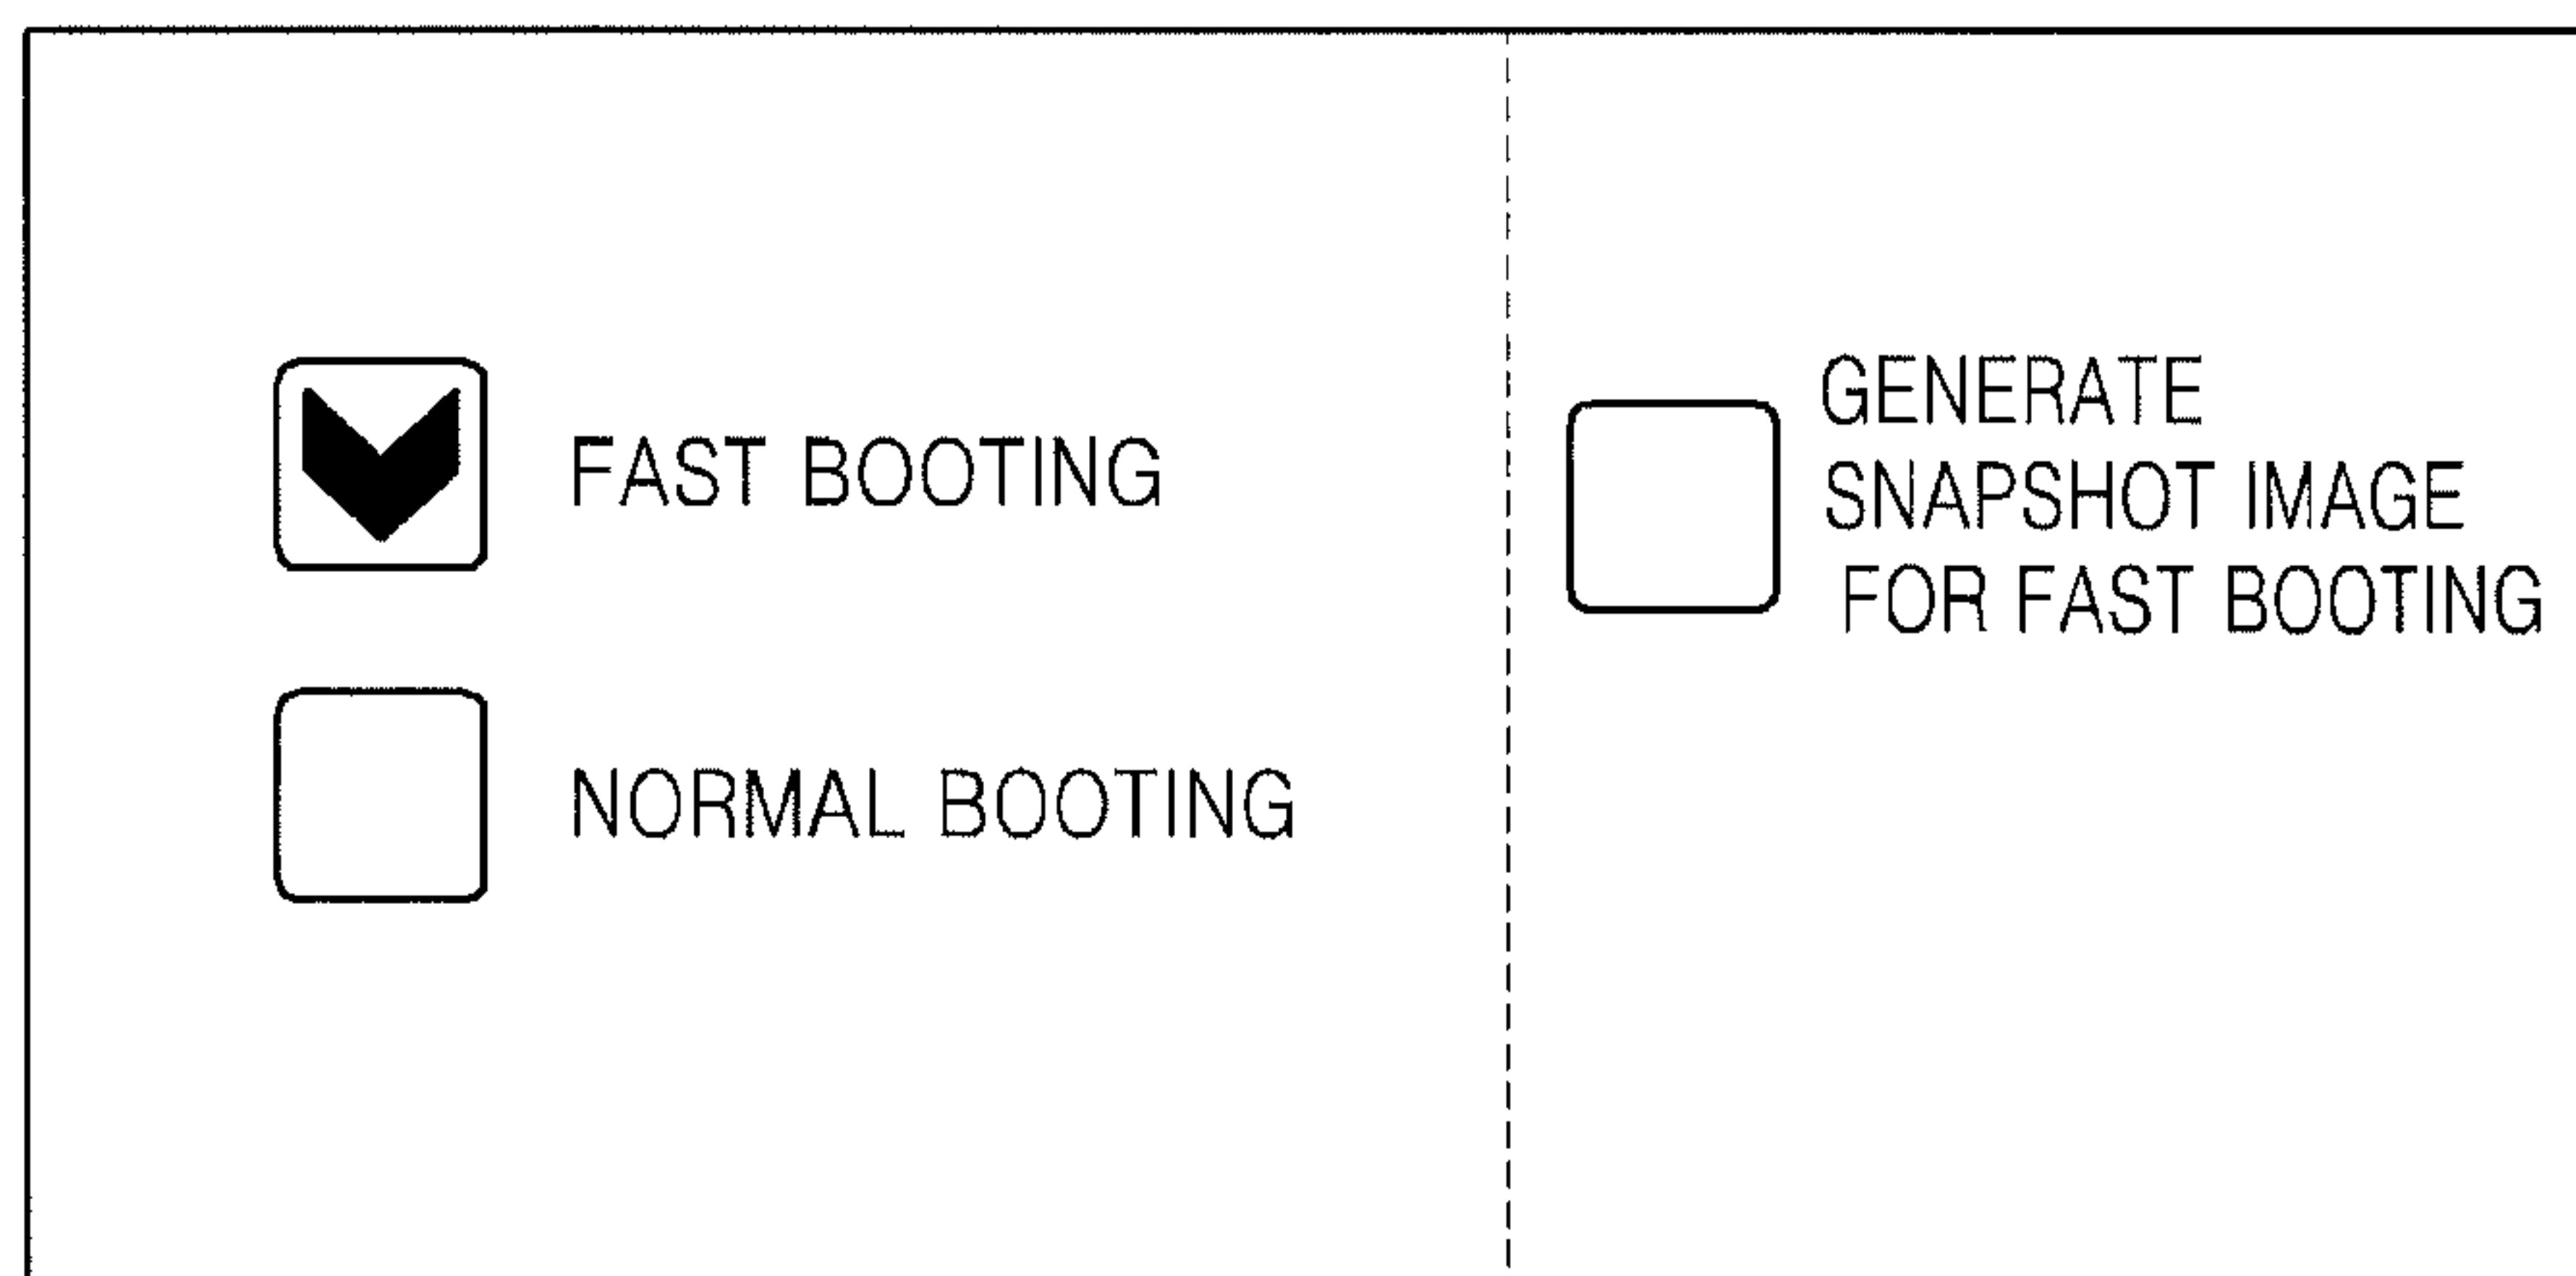 FAST BOOTING
NORMAL BOOTING
GENERATE
SNAPSHOT IMAGE
FOR FAST BOOTING